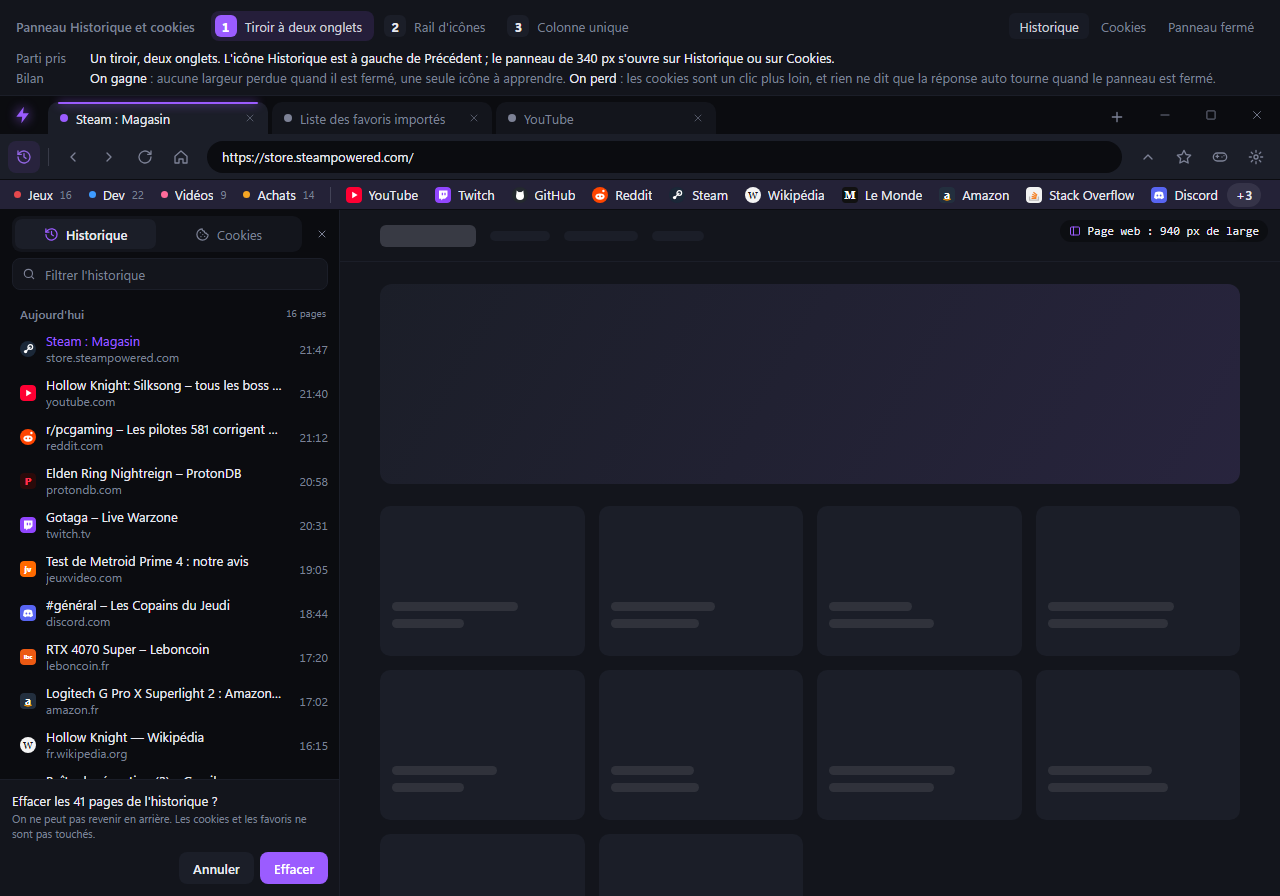 Panneau Historique et cookies 1 Tiroir à deux onglets 2 Rail d'icônes 3 Colonne unique Historique Cookies Panneau fermé
Parti pris Un tiroir, deux onglets. L'icône Historique est à gauche de Précédent ; le panneau de 340 px s'ouvre sur Historique ou sur Cookies.
Bilan On gagne : aucune largeur perdue quand il est fermé, une seule icône à apprendre. On perd : les cookies sont un clic plus loin, et rien ne dit que la réponse auto tourne quand le panneau est fermé.
Steam : Magasin Liste des favoris importés YouTube
https://store.steampowered.com/
Jeux 16 Dev 22 Vidéos 9 Achats 14 YouTube Twitch GitHub Reddit Steam W Wikipédia M Le Monde a Amazon Stack Overflow Discord +3
Historique Cookies
Page web : 940 px de large
Filtrer l'historique
Aujourd'hui 16 pages
Steam : Magasin
store.steampowered.com 21:47
Hollow Knight: Silksong – tous les boss ...
youtube.com 21:40
r/pcgaming – Les pilotes 581 corrigent ...
reddit.com 21:12
P Elden Ring Nightreign – ProtonDB
protondb.com 20:58
Gotaga – Live Warzone
twitch.tv 20:31
Test de Metroid Prime 4 : notre avis
jeuxvideo.com 19:05
#général – Les Copains du Jeudi
discord.com 18:44
lbc RTX 4070 Super – Leboncoin
leboncoin.fr 17:20
a Logitech G Pro X Superlight 2 : Amazon...
amazon.fr 17:02
W Hollow Knight — Wikipédia
fr.wikipedia.org 16:15
Effacer les 41 pages de l'historique ?
On ne peut pas revenir en arrière. Les cookies et les favoris ne
sont pas touchés.
Annuler Effacer